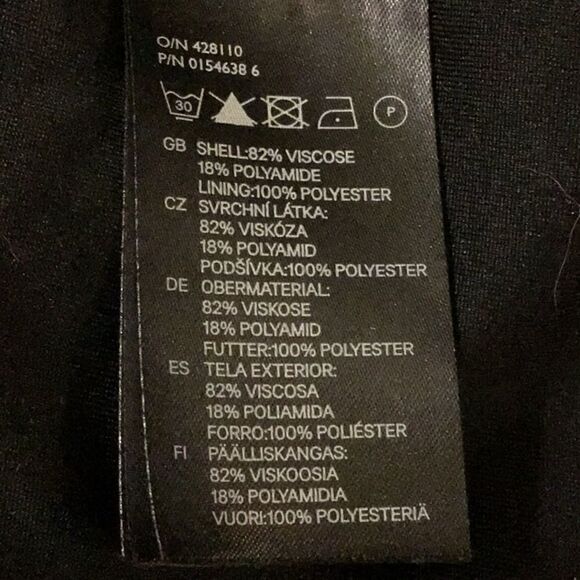 O/N 428110
P/N 0154638 6
30 P
GB SHELL:82% VISCOSE
18% POLYAMIDE
LINING:100% POLYESTER
CZ SVRCHNÍ LÁTKA:
82% VISKÓZA
18% POLYAMID
PODŠÍVKA:100% POLYESTER
DE OBERMATERIAL:
82% VISKOSE
18% POLYAMID
FUTTER:100% POLYESTER
ES TELA EXTERIOR:
82% VISCOSA
18% POLIAMIDA
FORRO:100% POLIÉSTER
FI PÄÄLLISKANGAS:
82% VISKOOSIA
18% POLYAMIDIA
VUORI:100% POLYESTERIÄ